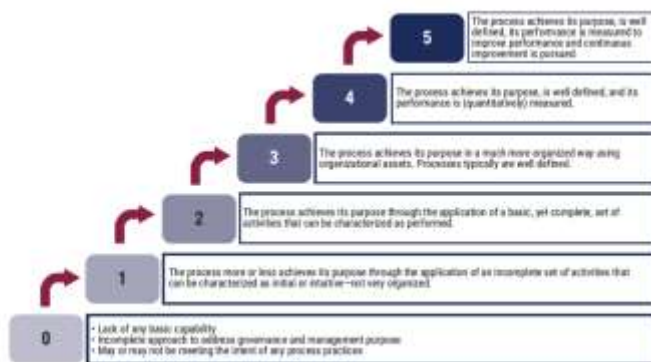 5
The process achieves its purpose, is well
defined, its performance is measured to
improve performance and continuous
improvement is pursued.
4
The process achieves its purpose, is well defined, and its
performance is (quantitatively) measured.
3
The process achieves its purpose in a much more organized way using
organizational assets. Processes typically are well defined.
2
The process achieves its purpose through the application of a basic, yet complete, set of
activities that can be characterized as performed.
1
The process more or less achieves its purpose through the application of an incomplete set of activities that
can be characterized as initial or intuitive—not very organized.
0
• Lack of any basic capability
• Incomplete approach to address governance and management purpose
• May or may not be meeting the intent of any process practices